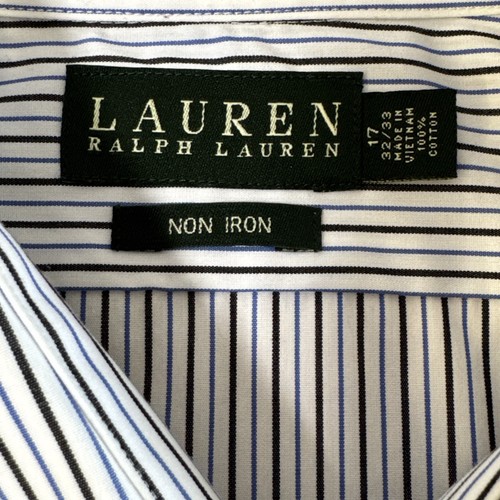 LAUREN
RALPH LAUREN
17
32/33
MADE IN
VIETNAM
100%
COTTON
NON IRON